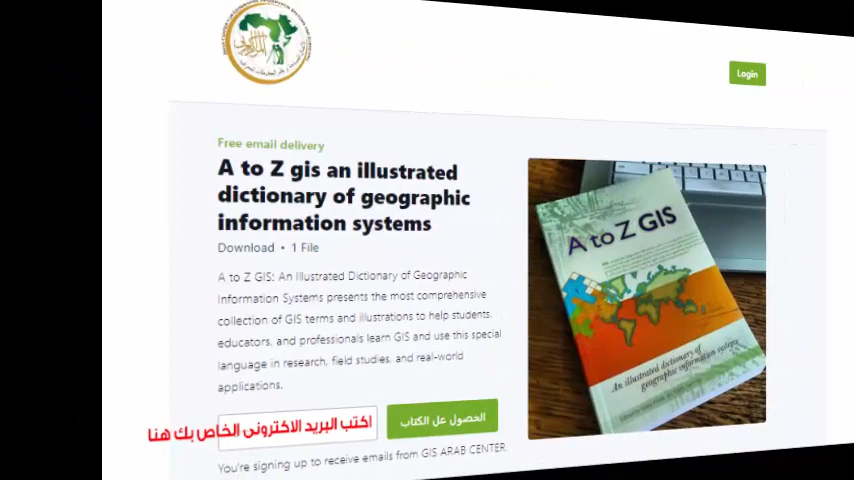 Login
Free email delivery
A to Z gis an illustrated
dictionary of geographic
information systems
Download • 1 File
A to Z GIS: An Illustrated Dictionary of Geographic
Information Systems presents the most comprehensive
collection of GIS terms and illustrations to help students,
educators, and professionals learn GIS and use this special
language in research, field studies, and real-world
applications.
اكتب البريد الاكترونى الخاص بك هنا
الحصول عل الكتاب
You're signing up to receive emails from GIS ARAB CENTER.
A to Z GIS
An illustrated dictionary of
geographic information systems